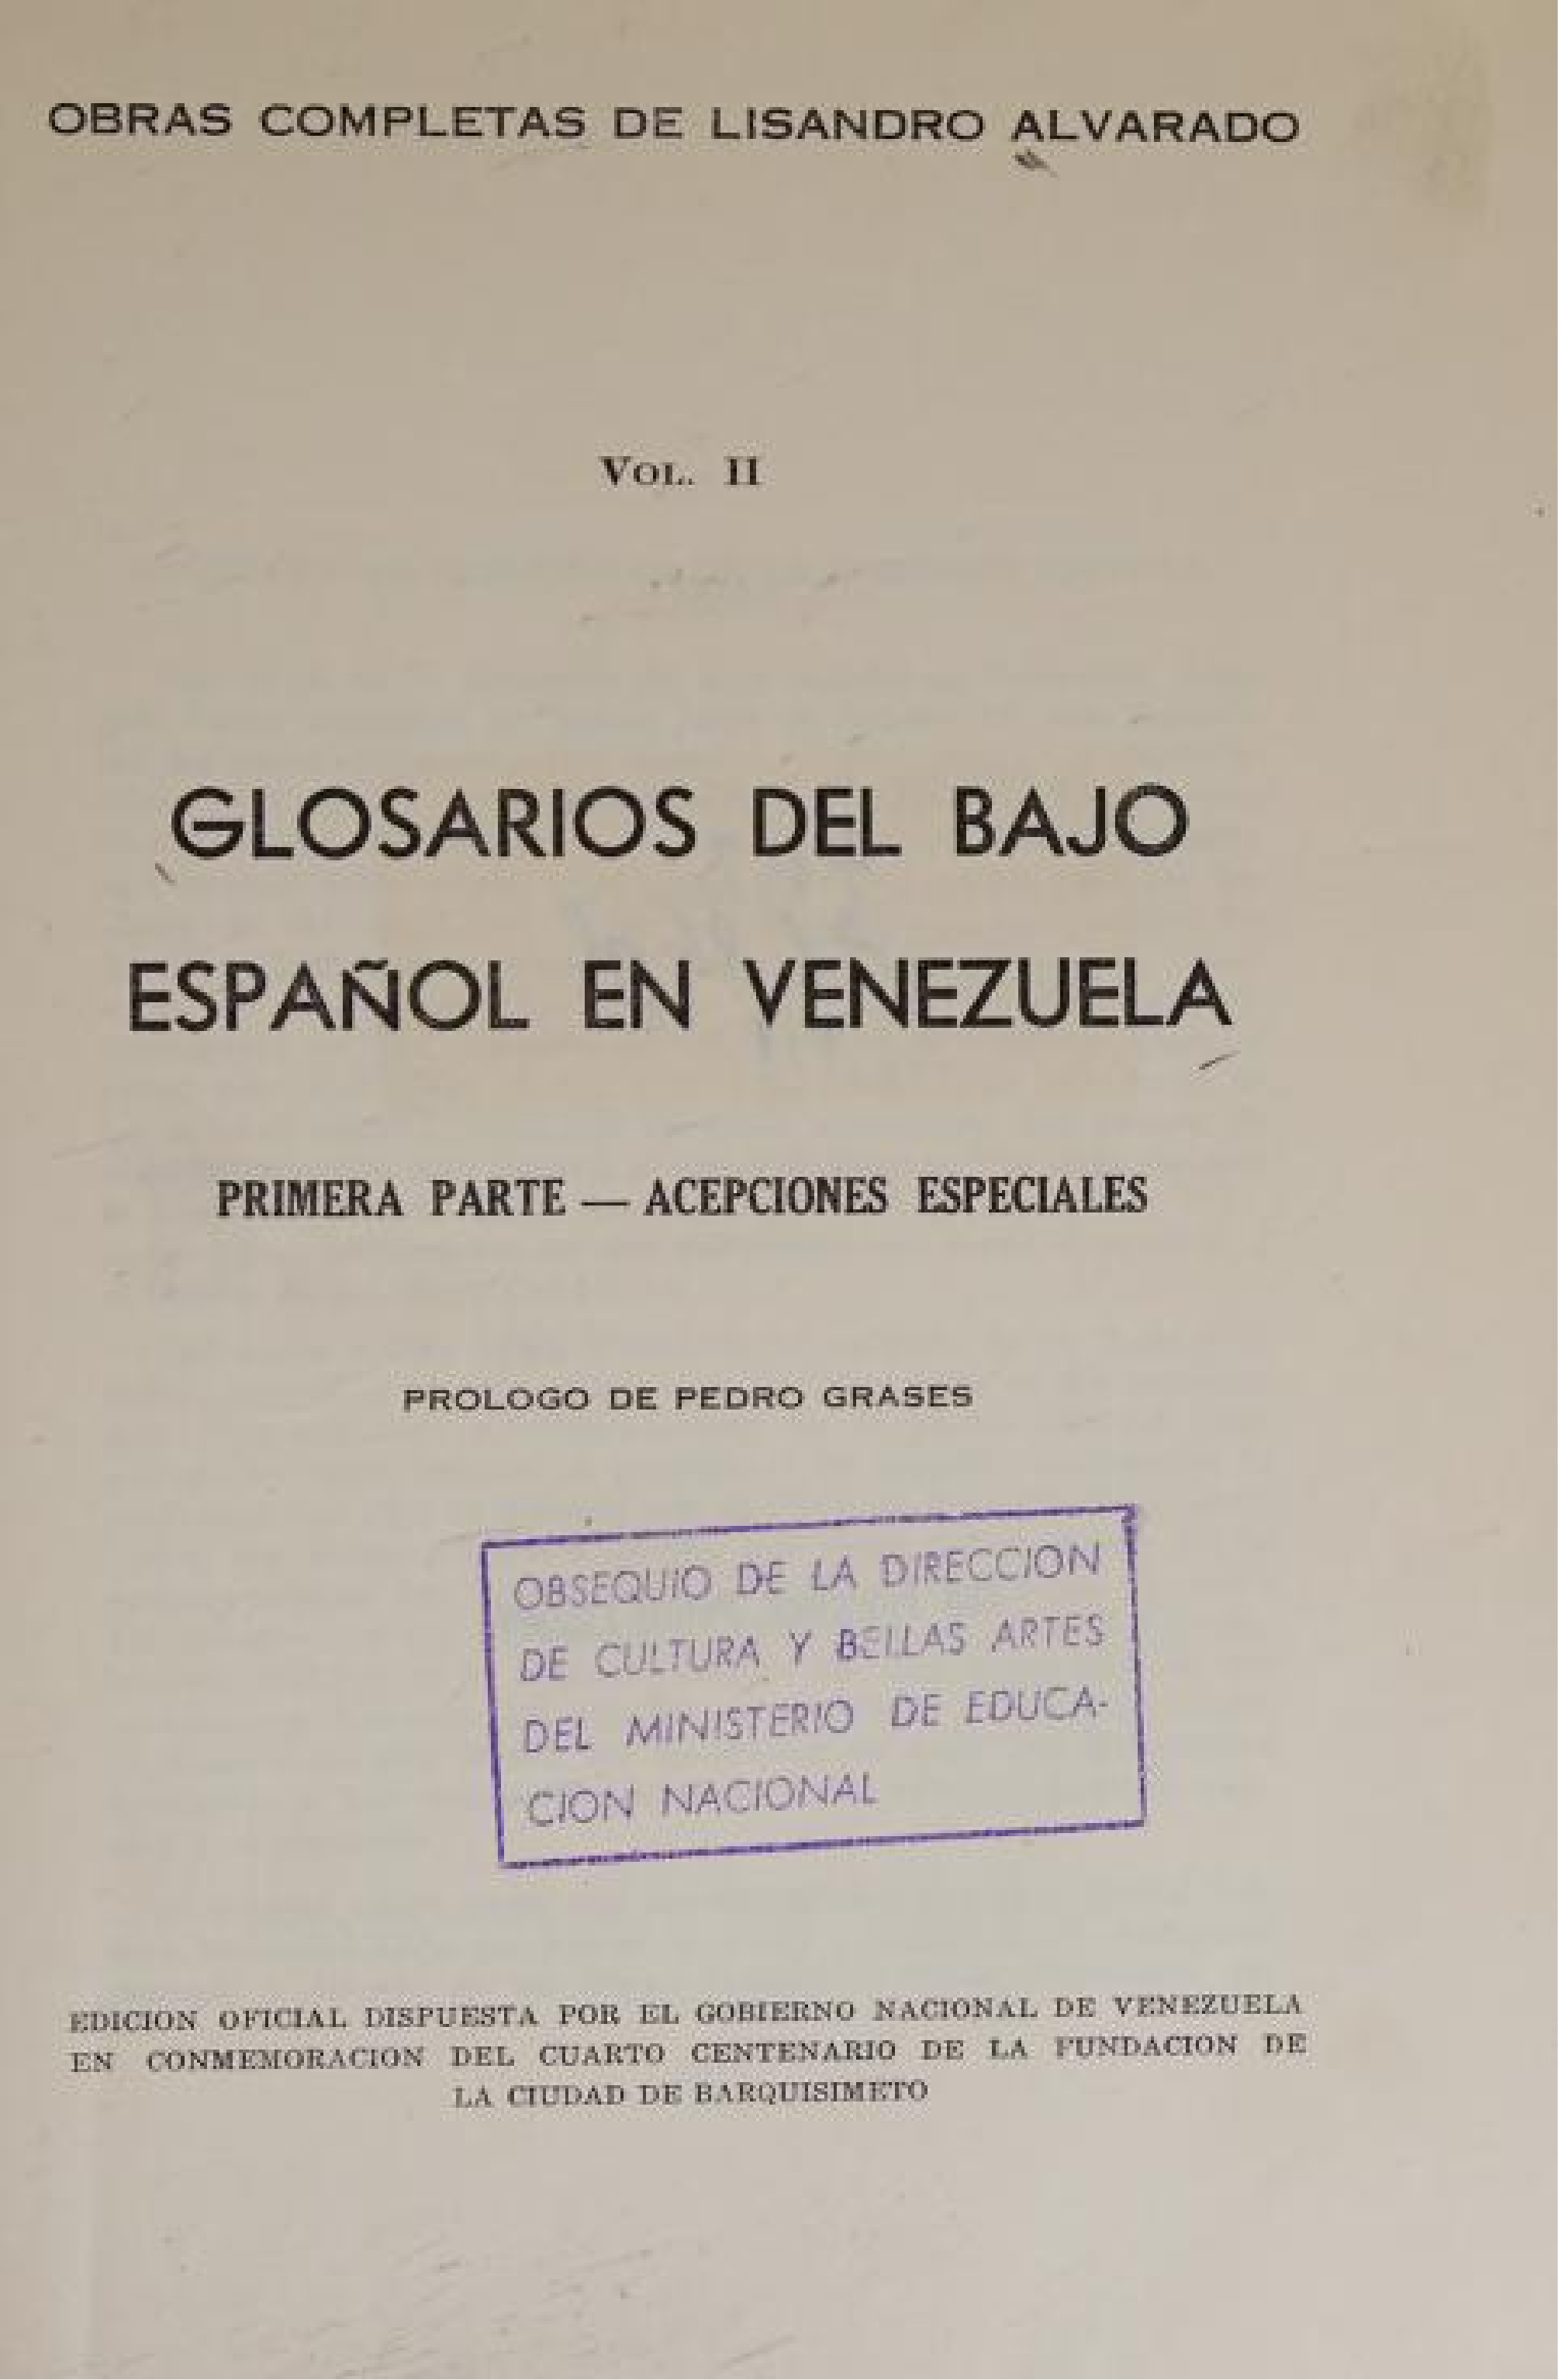 OBRAS COMPLETAS DE LISANDRO ALVARADO
VOL. II
GLOSARIOS DEL BAJO
ESPAÑOL EN VENEZUELA
PRIMERA PARTE — ACEPCIONES ESPECIALES
PROLOGO DE PEDRO GRASES
OBSEQUIO DE LA DIRECCION
DE CULTURA Y BELLAS ARTES
DEL MINISTERIO DE EDUCA-
CION NACIONAL
EDICION OFICIAL DISPUESTA POR EL GOBIERNO NACIONAL DE VENEZUELA
EN CONMEMORACION DEL CUARTO CENTENARIO DE LA FUNDACION DE
LA CIUDAD DE BARQUISIMETO